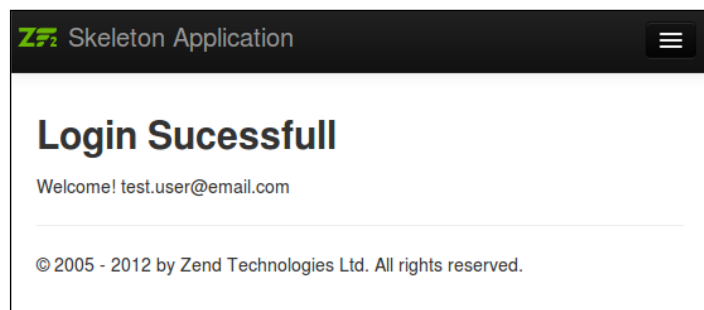 ZF2 Skeleton Application
Login Sucessfull
Welcome! test.user@email.com
© 2005 - 2012 by Zend Technologies Ltd. All rights reserved.